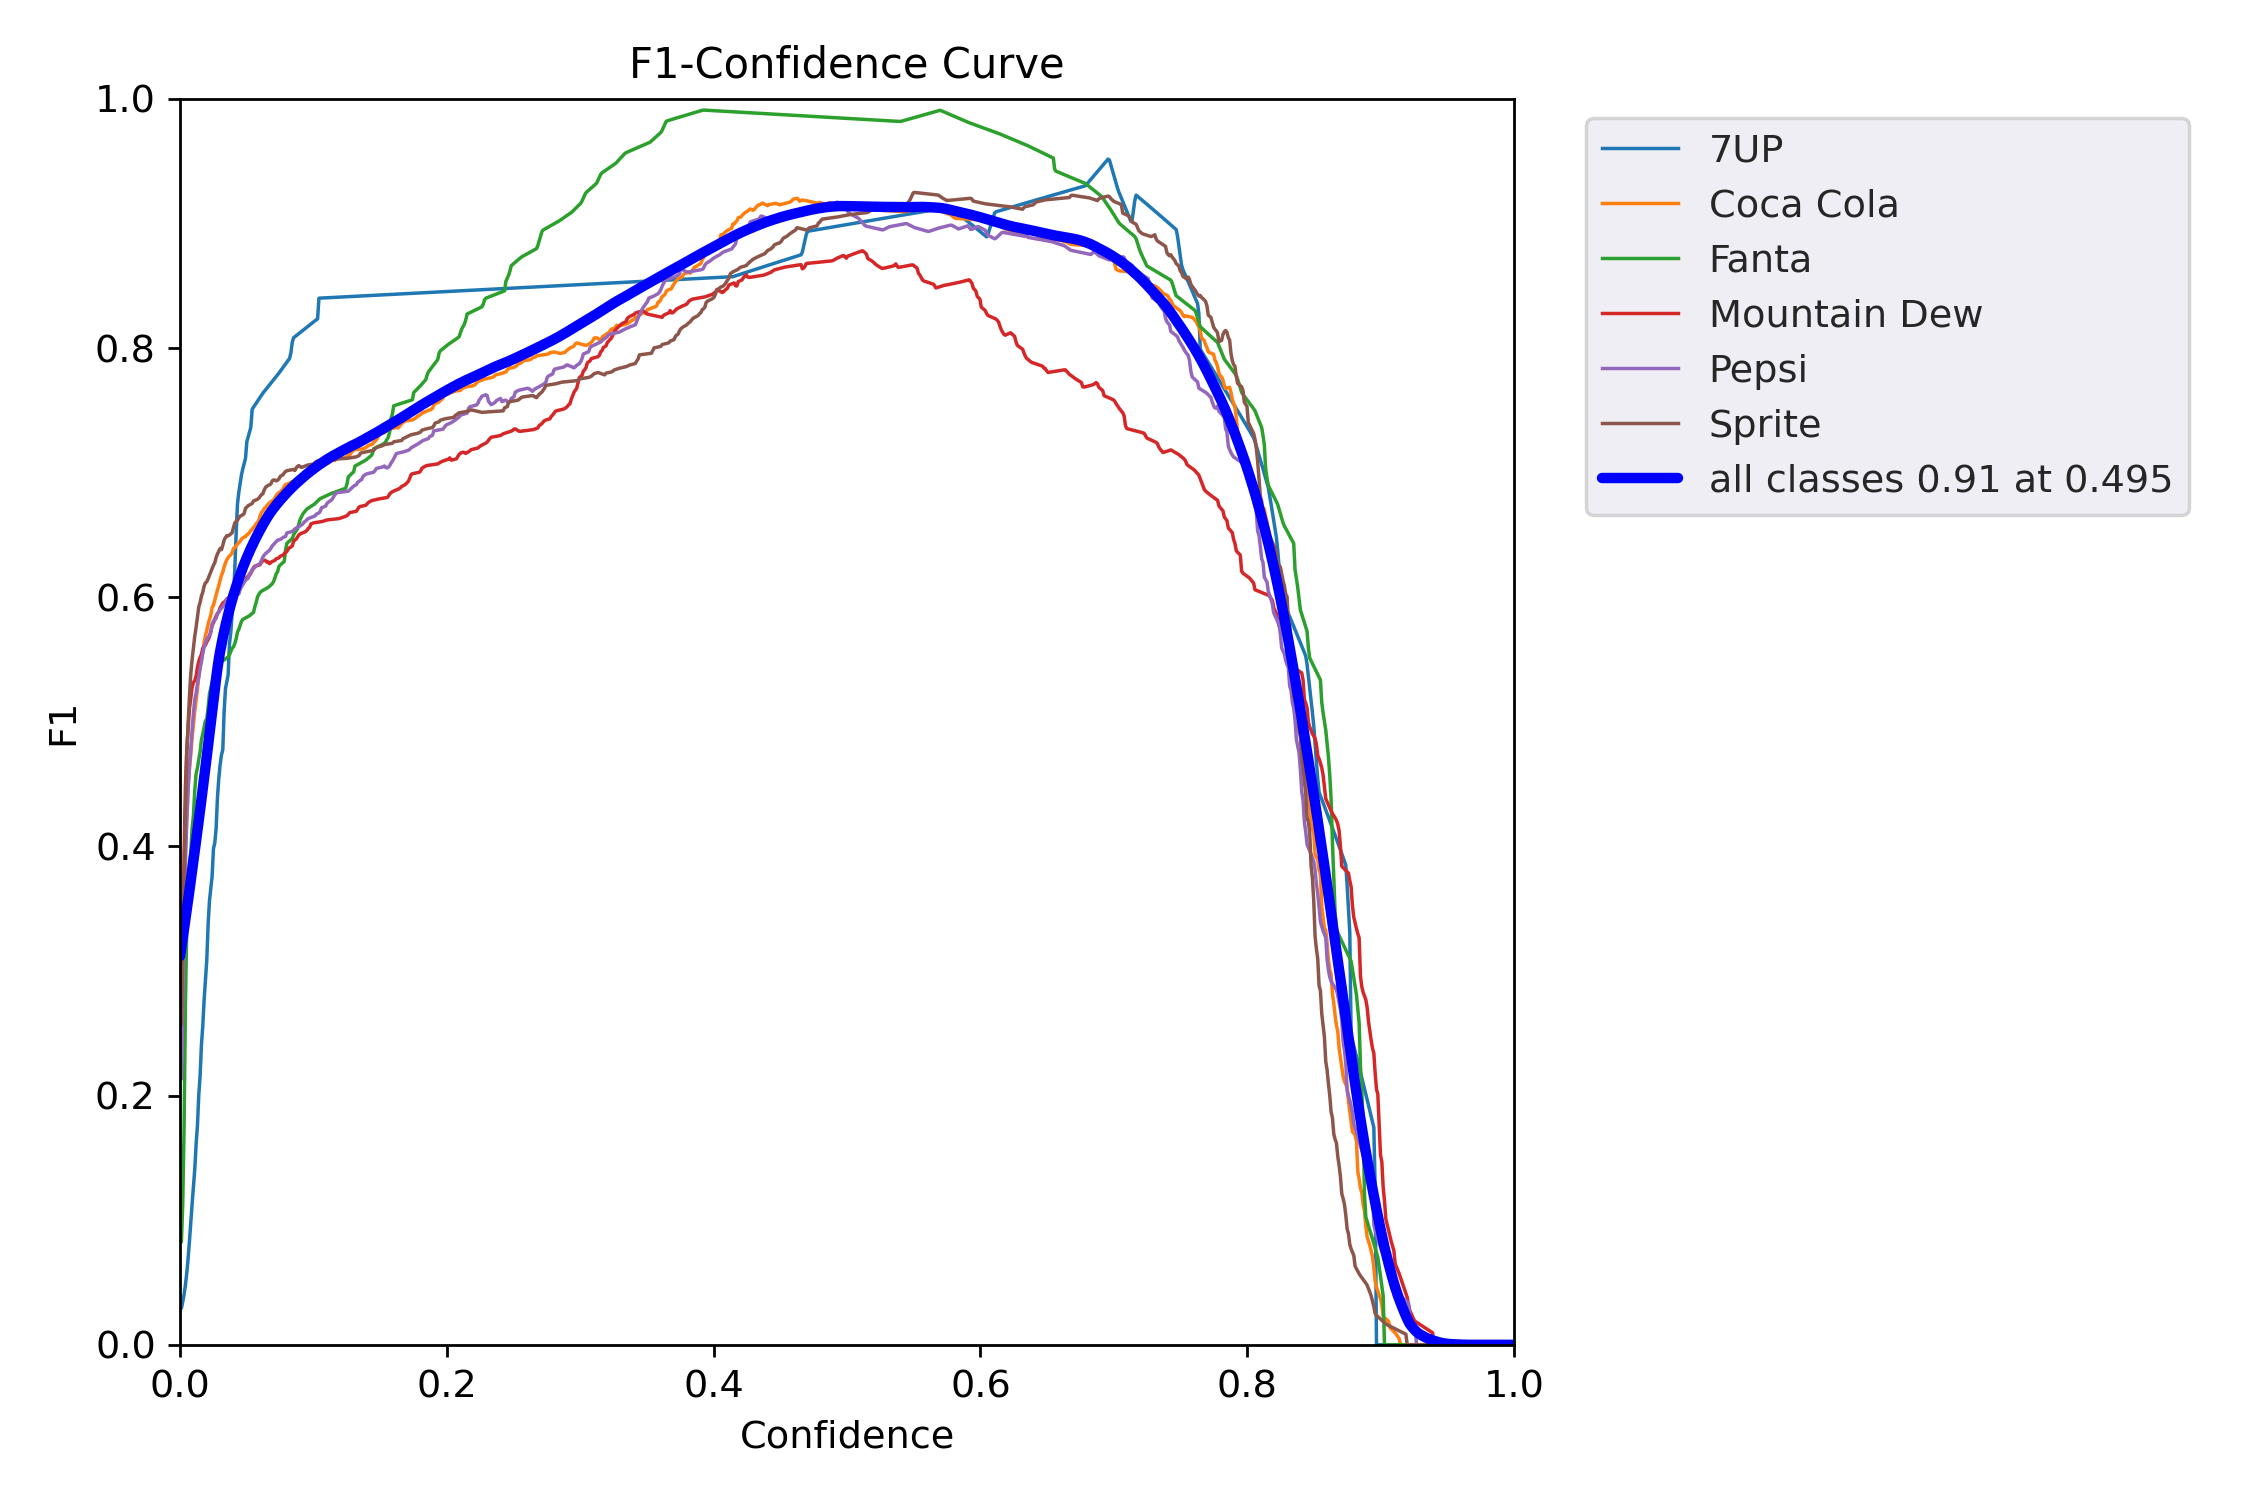 F1-Confidence Curve
1.0
0.8
0.6
0.4
0.2
0.0
F1
0.0 0.2 0.4 0.6 0.8 1.0
Confidence
7UP
Coca Cola
Fanta
Mountain Dew
Pepsi
Sprite
all classes 0.91 at 0.495